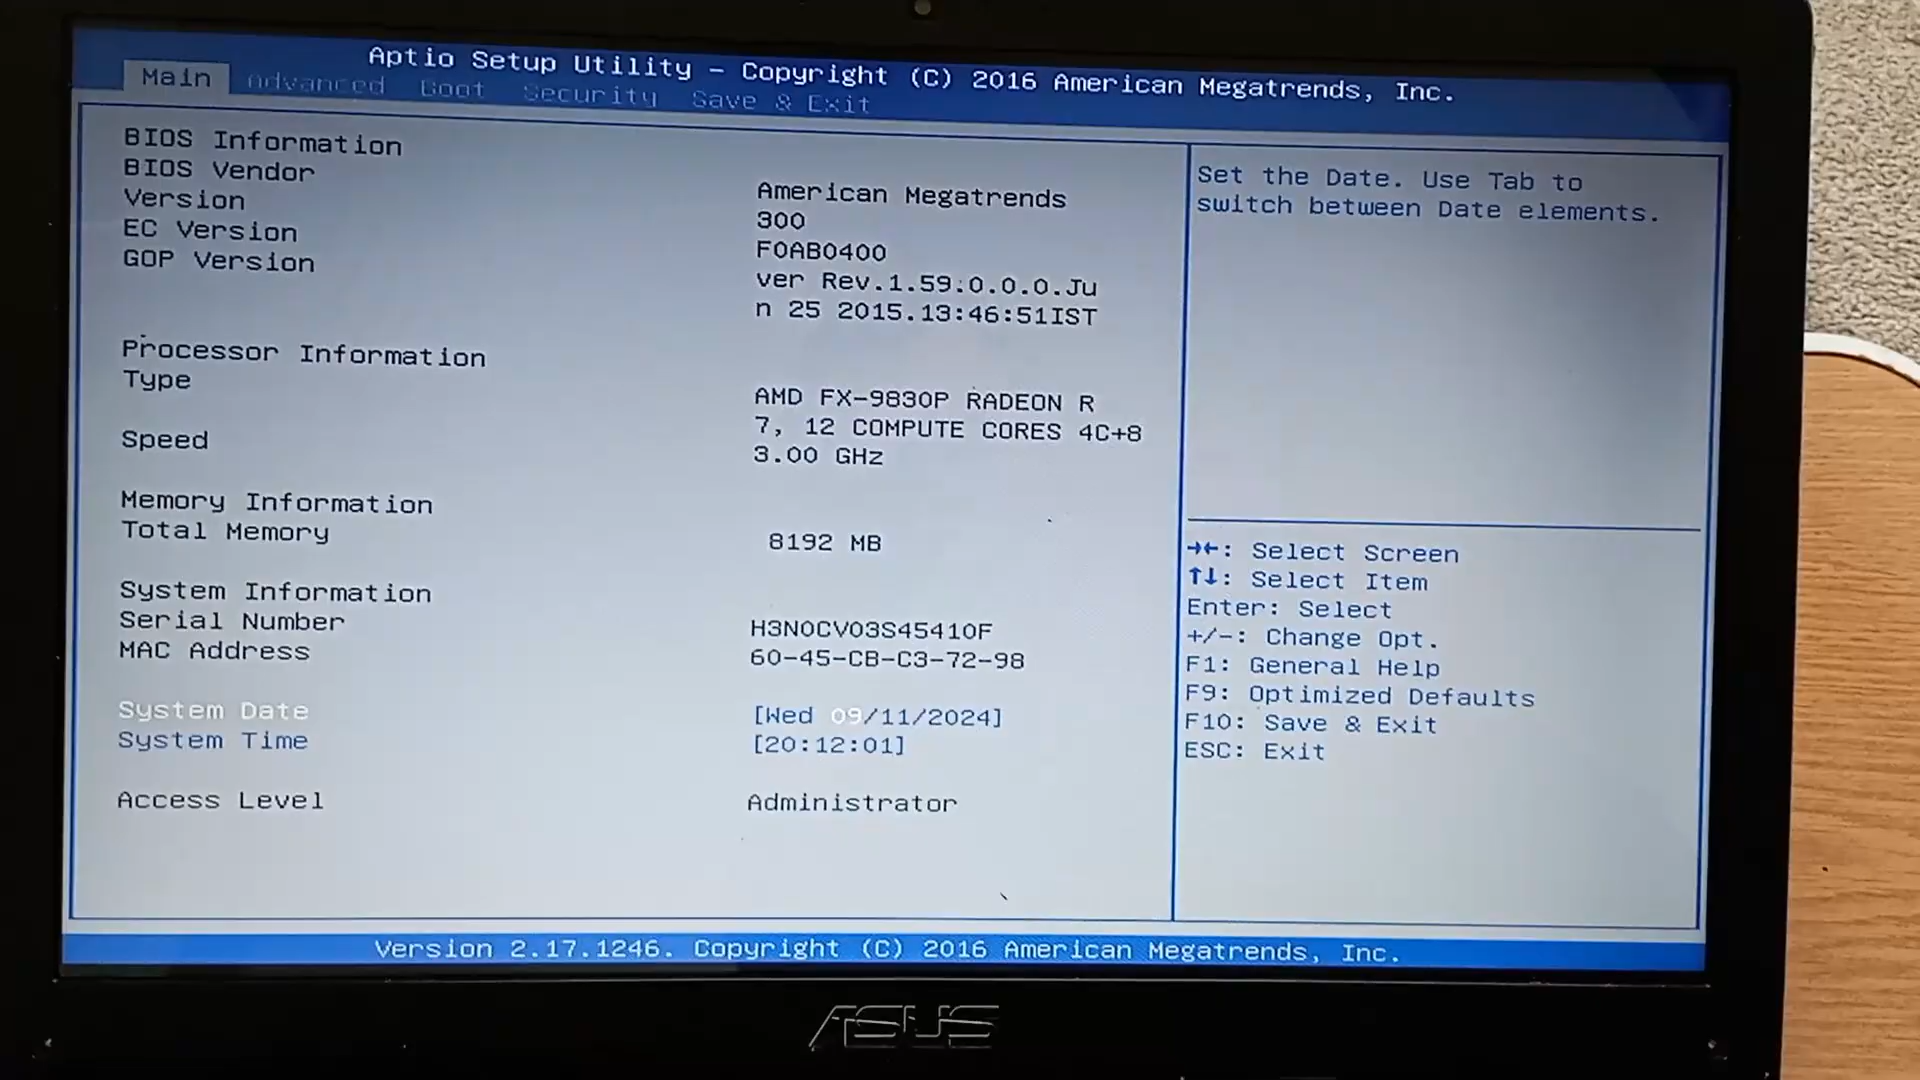 Aptio Setup Utility – Copyright (C) 2016 American Megatrends, Inc.
Main Advanced Boot Security Save & Exit
BIOS Information
BIOS Vendor American Megatrends
Version 300
EC Version F0AB0400
GOP Version ver Rev.1.59.0.0.0.Ju
n 25 2015.13:46:51IST
Processor Information
Type AMD FX-9830P RADEON R
7, 12 COMPUTE CORES 4C+8
Speed 3.00 GHz
Memory Information
Total Memory 8192 MB
System Information
Serial Number H3N0CV03S45410F
MAC Address 60-45-CB-C3-72-98
System Date [Wed 09/11/2024]
System Time [20:12:01]
Access Level Administrator
Set the Date. Use Tab to
switch between Date elements.
→←: Select Screen
↑↓: Select Item
Enter: Select
+/-: Change Opt.
F1: General Help
F9: Optimized Defaults
F10: Save & Exit
ESC: Exit
Version 2.17.1246. Copyright (C) 2016 American Megatrends, Inc.
ASUS